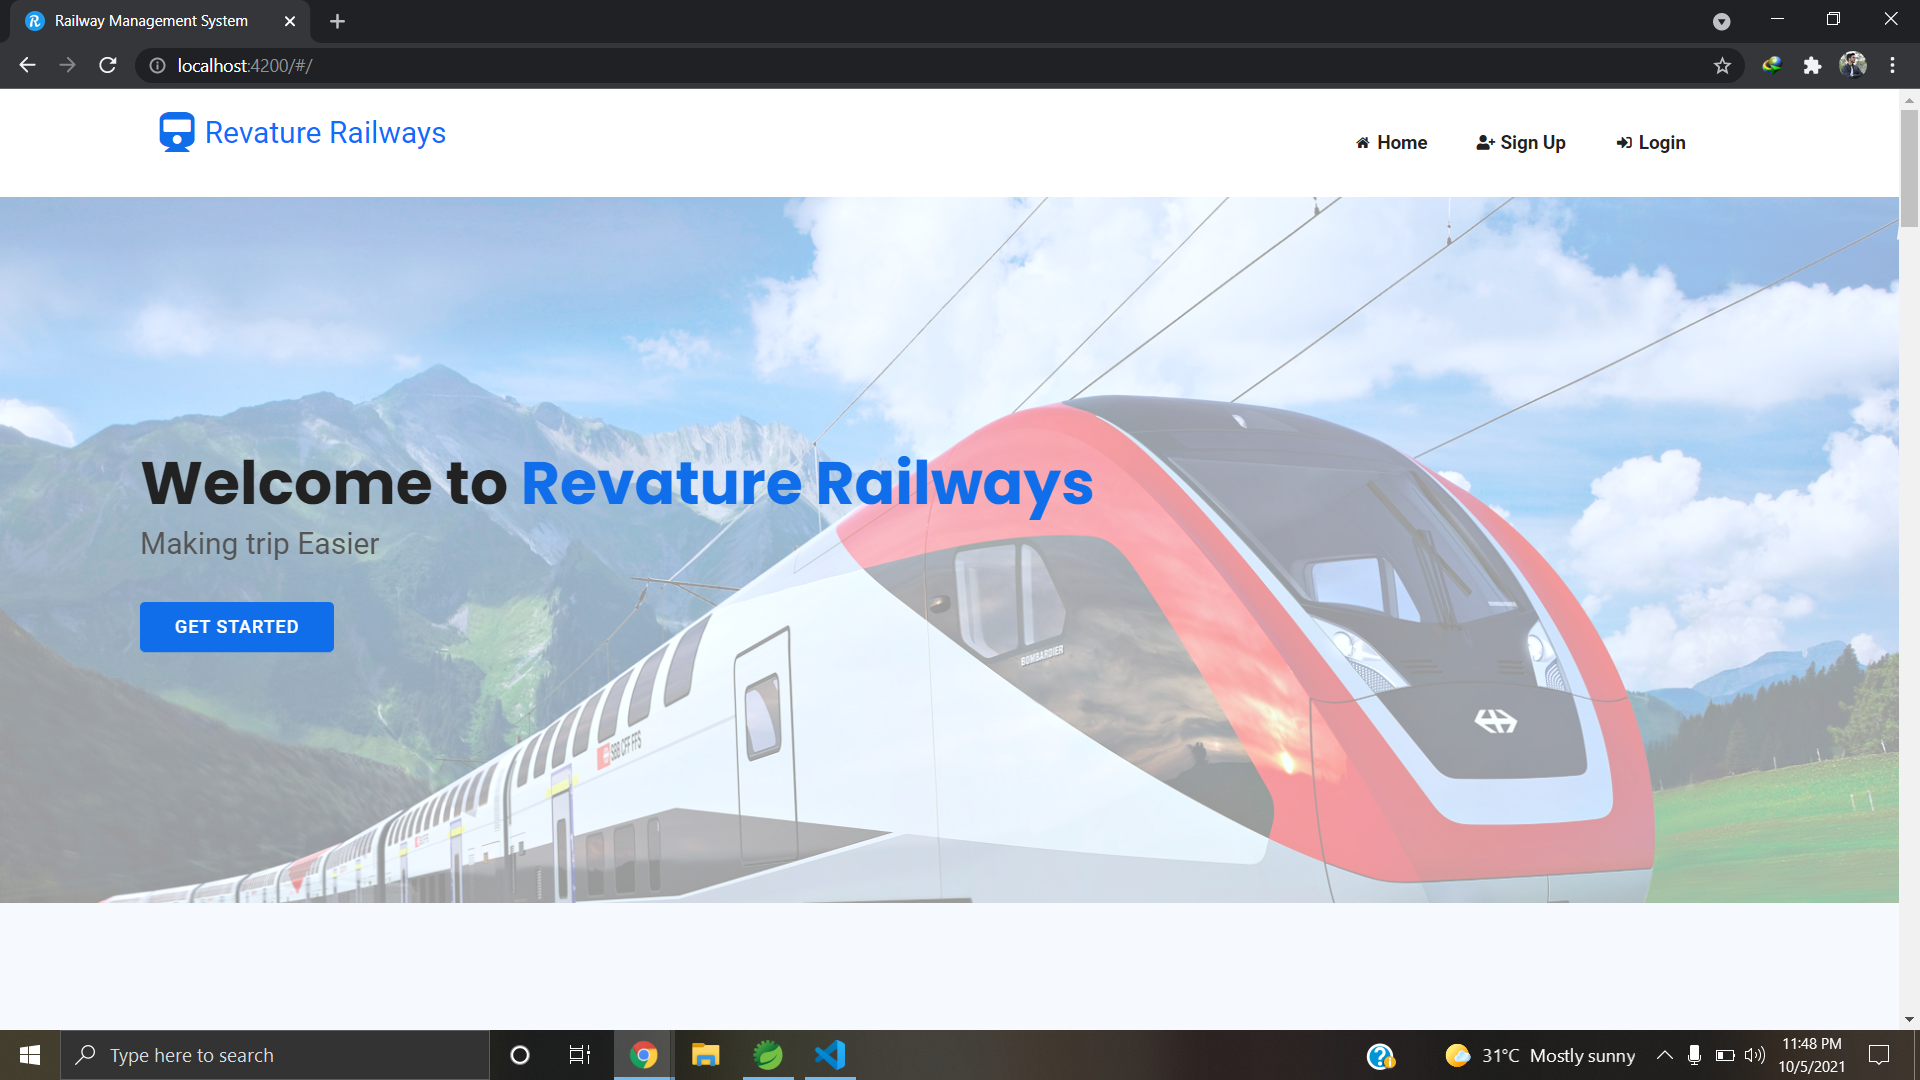 Railway Management System
localhost:4200/#/
Revature Railways
Home
Sign Up
Login
Welcome to Revature Railways
Making trip Easier
GET STARTED
BOMBARDIER
SBB CFF FFS
Type here to search
31°C Mostly sunny
11:48 PM
10/5/2021